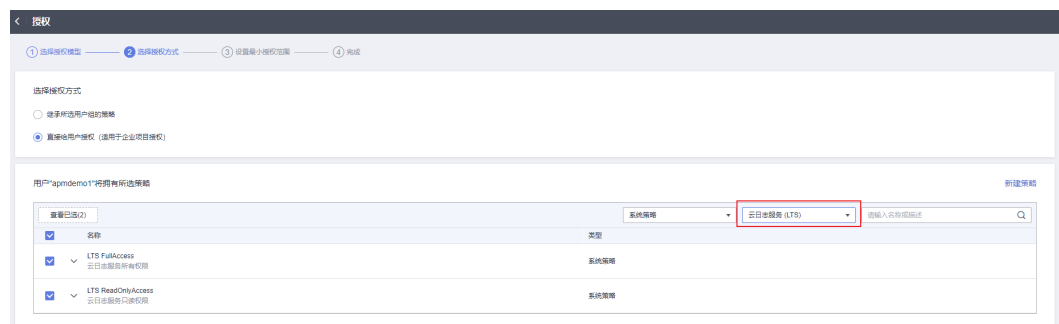 授权
1 选择授权模型 2 选择授权方式 3 设置最小授权范围 4 完成
选择授权方式
继承所选用户组的策略
直接给用户授权（适用于企业项目授权）
用户"apmdemo1"将拥有所选策略 新建策略
查看已选(2) 系统策略 云日志服务 (LTS) 请输入名称或描述
名称 类型
LTS FullAccess
云日志服务所有权限 系统策略
LTS ReadOnlyAccess
云日志服务只读权限 系统策略